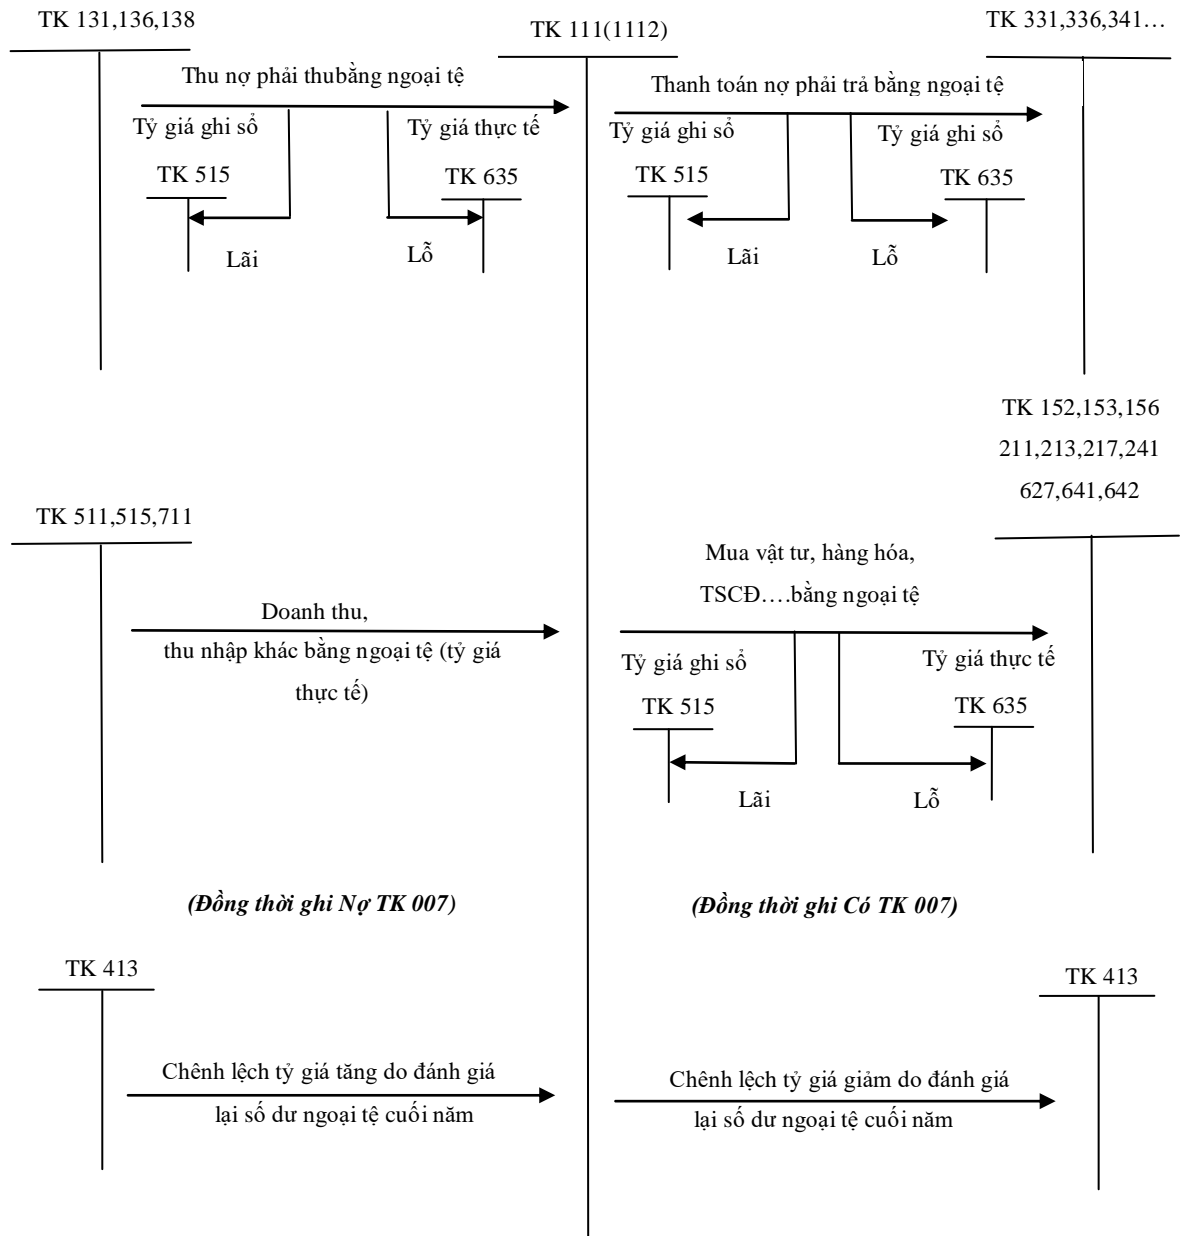 TK 131,136,138
TK 111(1112)
TK 331,336,341…
Thu nợ phải thubằng ngoại tệ
Tỷ giá ghi sổ
Tỷ giá thực tế
TK 515
TK 635
Lãi
Lỗ
Thanh toán nợ phải trả bằng ngoại tệ
Tỷ giá ghi sổ
Tỷ giá ghi sổ
TK 515
TK 635
Lãi
Lỗ
TK 152,153,156
211,213,217,241
627,641,642
TK 511,515,711
Doanh thu,
thu nhập khác bằng ngoại tệ (tỷ giá
thực tế)
Mua vật tư, hàng hóa,
TSCĐ….bằng ngoại tệ
Tỷ giá ghi sổ
Tỷ giá thực tế
TK 515
TK 635
Lãi
Lỗ
(Đồng thời ghi Nợ TK 007)
(Đồng thời ghi Có TK 007)
TK 413
TK 413
Chênh lệch tỷ giá tăng do đánh giá
lại số dư ngoại tệ cuối năm
Chênh lệch tỷ giá giảm do đánh giá
lại số dư ngoại tệ cuối năm